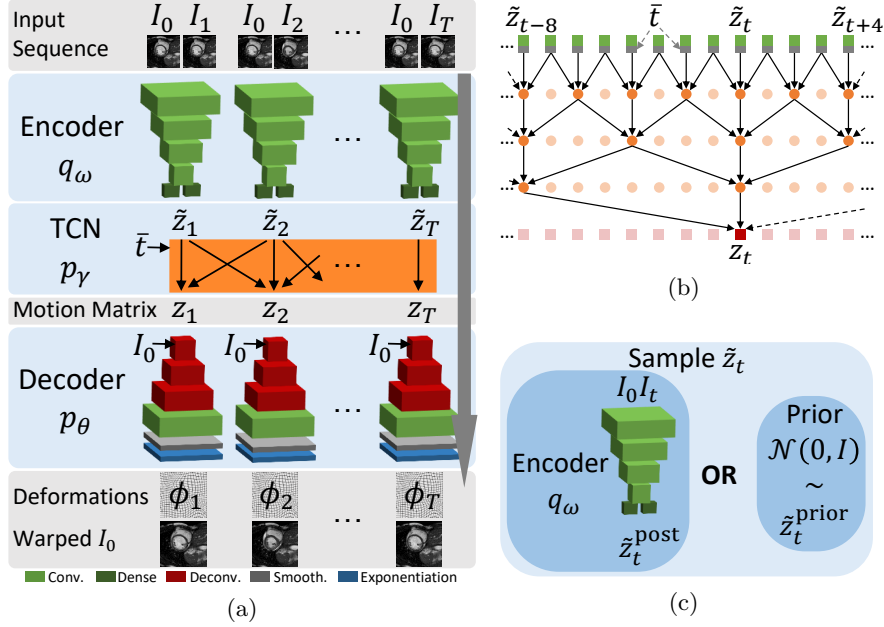 Input Sequence
I_0 I_1 I_0 I_2 ... I_0 I_T
Encoder
q_ω
...
TCN
p_γ
t̄
z̃_1 z̃_2 z̃_T
...
Motion Matrix z_1 z_2 z_T
Decoder
p_θ
I_0 I_0 I_0
...
Deformations ϕ_1 ϕ_2 ϕ_T
...
Warped I_0
Conv. Dense Deconv. Smooth. Exponentiation
(a)
z̃_{t−8} t̄ z̃_t z̃_{t+4}
... ...
... ...
... ...
... ...
... ...
z_t
(b)
Sample z̃_t
I_0 I_t
Encoder
q_ω
z̃_t^post
OR
Prior
𝒩(0, I)
~
z̃_t^prior
(c)